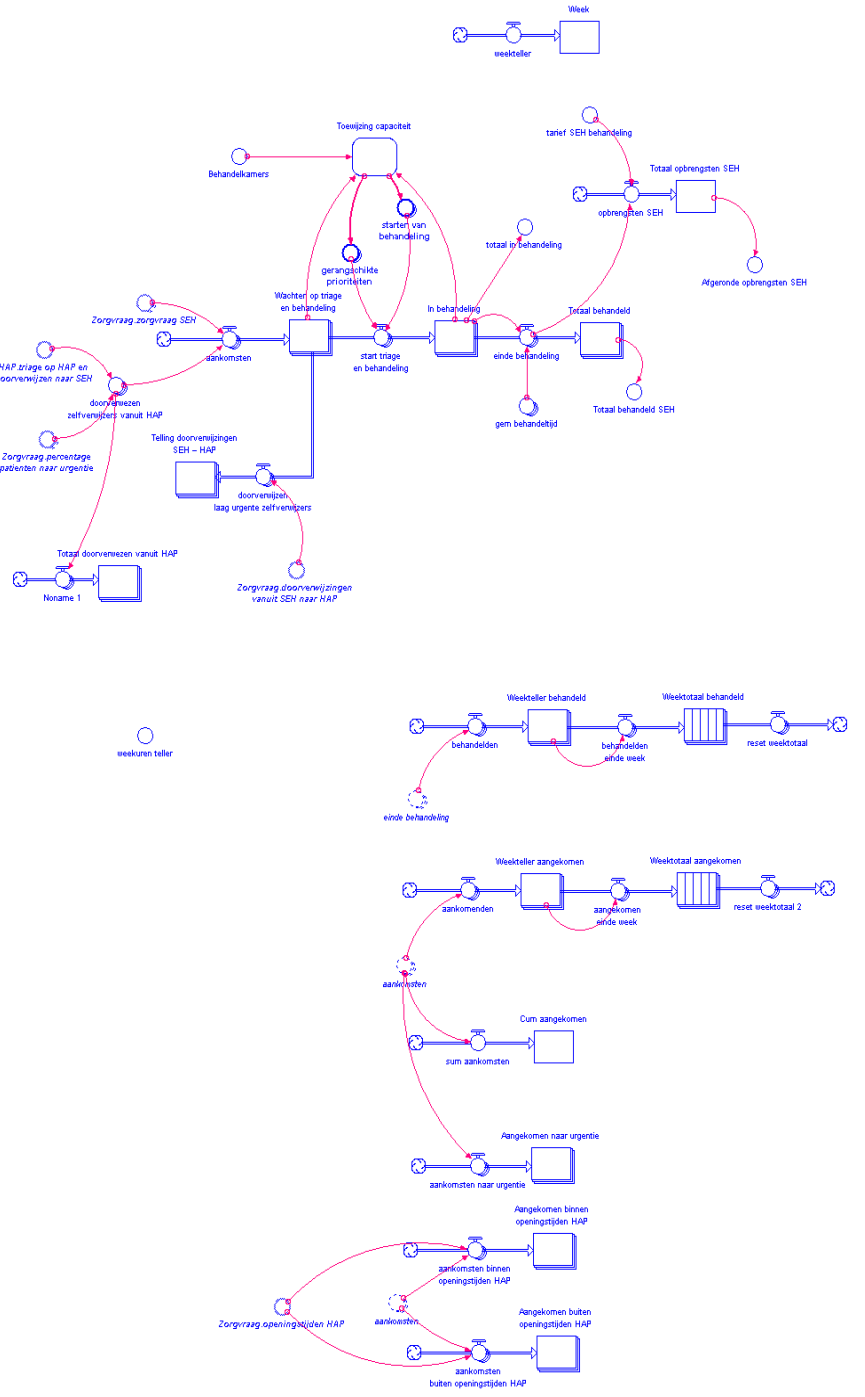 Week
weekteller
tarief SEH behandeling
Toewijzing capaciteit
Behandelkamers
Totaal opbrengsten SEH
opbrengsten SEH
starten van
behandeling
totaal in behandeling
gerangschikte
prioriteiten
Afgeronde opbrengsten SEH
Wachten op triage
en behandeling
In behandeling
Totaal behandeld
Zorgvraag.zorgvraag SEH
aankomsten
start triage
en behandeling
einde behandeling
HAP.triage op HAP en
doorverwijzen naar SEH
doorverwezen
zelfverwijzers vanuit HAP
gem behandeltijd
Totaal behandeld SEH
Zorgvraag.percentage
patienten naar urgentie
Telling doorverwijzingen
SEH – HAP
doorverwijzen
laag urgente zelfverwizers
Totaal doorverwezen vanuit HAP
Noname 1
Zorgvraag.doorverwijzingen
vanuit SEH naar HAP
Weekteller behandeld
Weektotaal behandeld
weekuren teller
behandelden
behandelden
einde week
reset weektotaal
einde behandeling
Weekteller aangekomen
Weektotaal aangekomen
aankomenden
aangekomen
einde week
reset weektotaal 2
aankomsten
Cum aangekomen
sum aankomsten
Aangekomen naar urgentie
aankomsten naar urgentie
Aangekomen binnen
openingstijden HAP
aankomsten binnen
openingstijden HAP
Zorgvraag.openingstijden HAP
aankomsten
Aangekomen buiten
openingstijden HAP
aankomsten
buiten openingstijden HAP